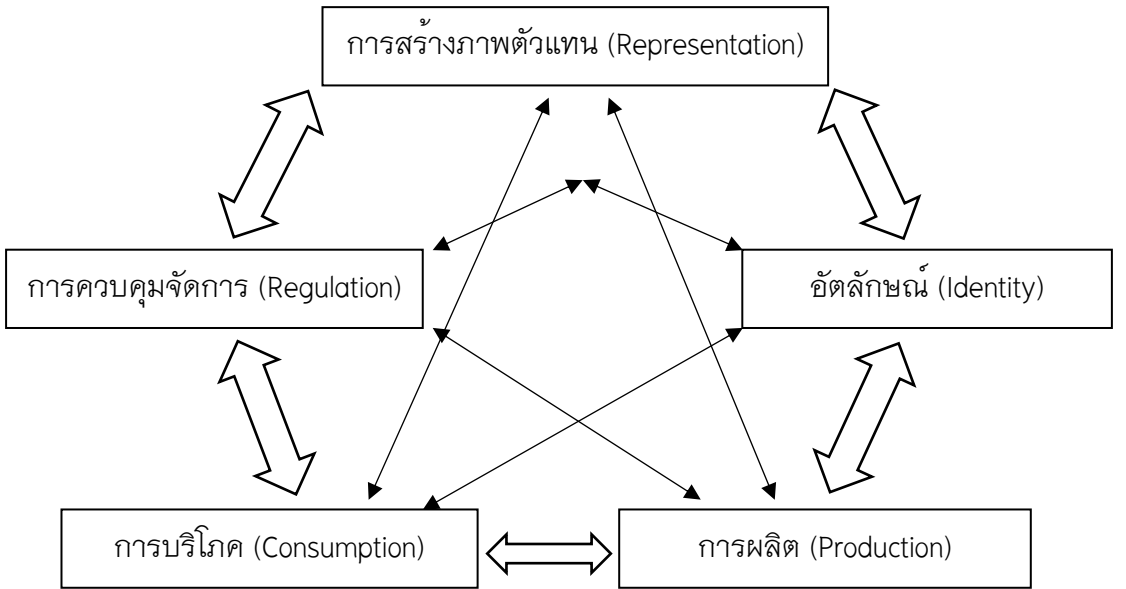 การสร้างภาพตัวแทน (Representation)
การควบคุมจัดการ (Regulation)
อัตลักษณ์ (Identity)
การบริโภค (Consumption)
การผลิต (Production)